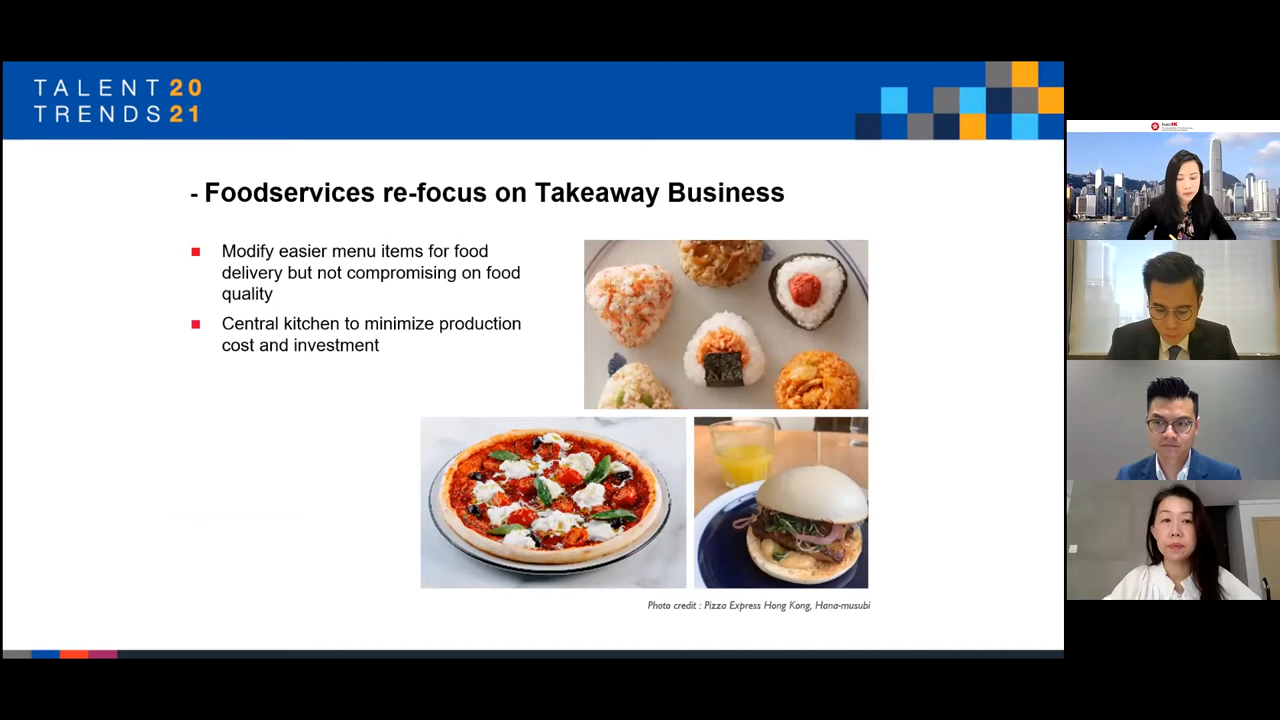 TALENT 20
TRENDS 21
- Foodservices re-focus on Takeaway Business
Modify easier menu items for food
delivery but not compromising on food
quality
Central kitchen to minimize production
cost and investment
Photo credit : Pizza Express Hong Kong, Hana-musubi
InvestHK